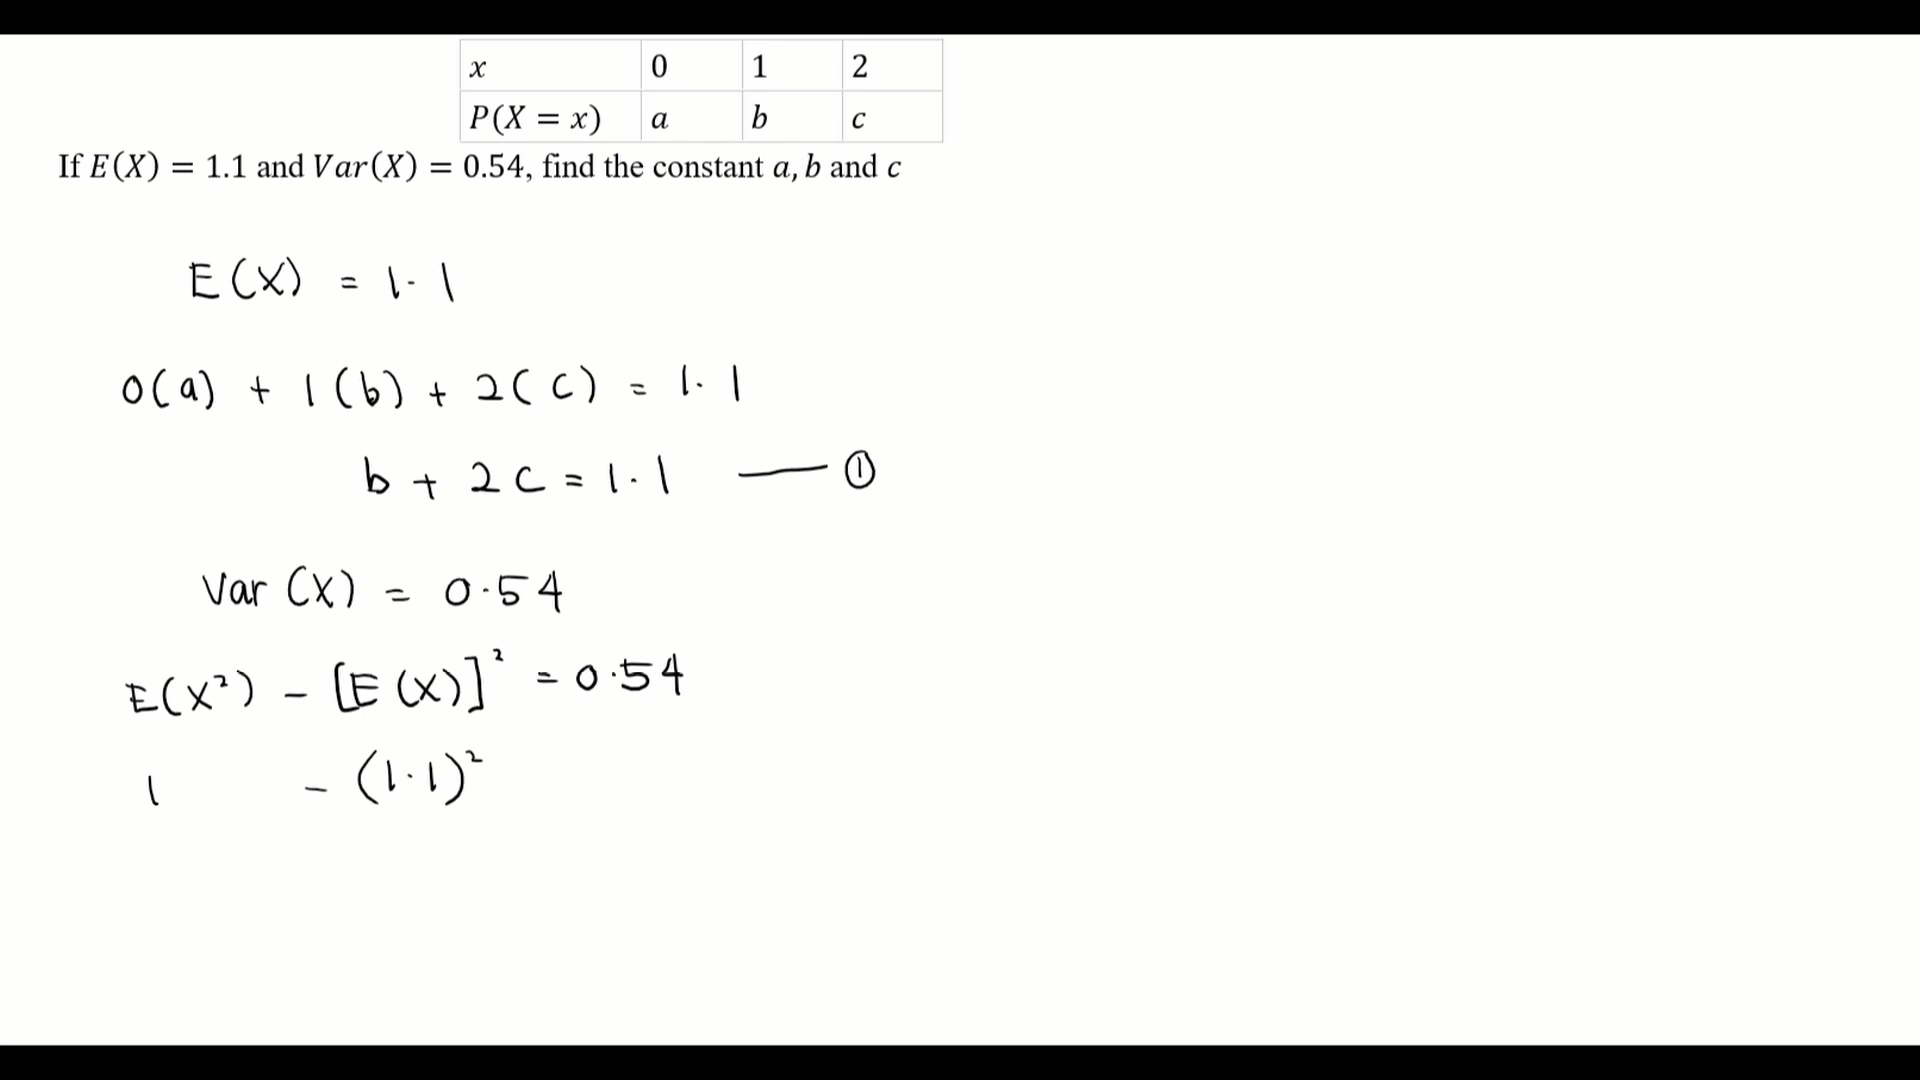 x 0 1 2
P(X = x) a b c
If E(X) = 1.1 and Var(X) = 0.54, find the constant a, b and c
E(X) = 1.1
0(a) + 1(b) + 2(c) = 1.1
b + 2c = 1.1 — ①
Var(X) = 0.54
E(X²) - [E(X)]² = 0.54
1 - (1.1)²